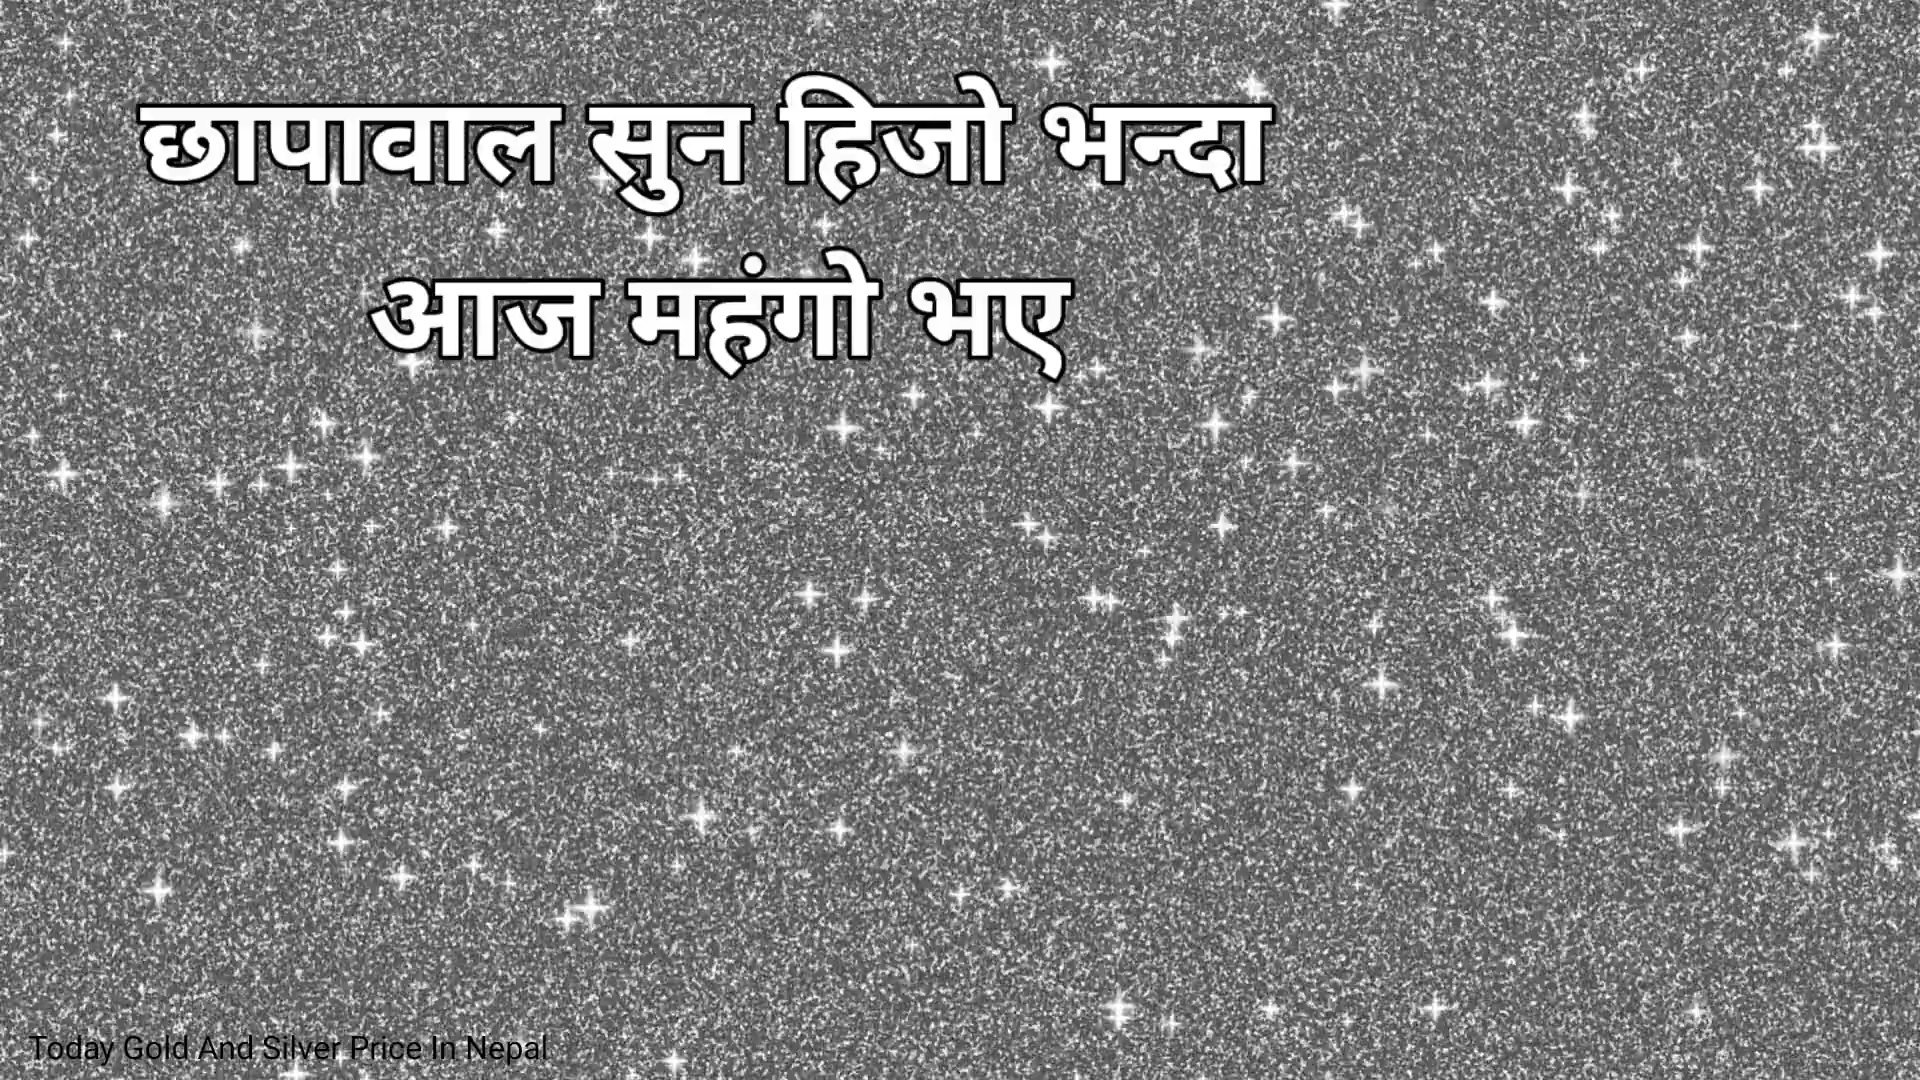 छापावाल सुन हिजो भन्दा
आज महंगो भए
Today Gold And Silver Price In Nepal